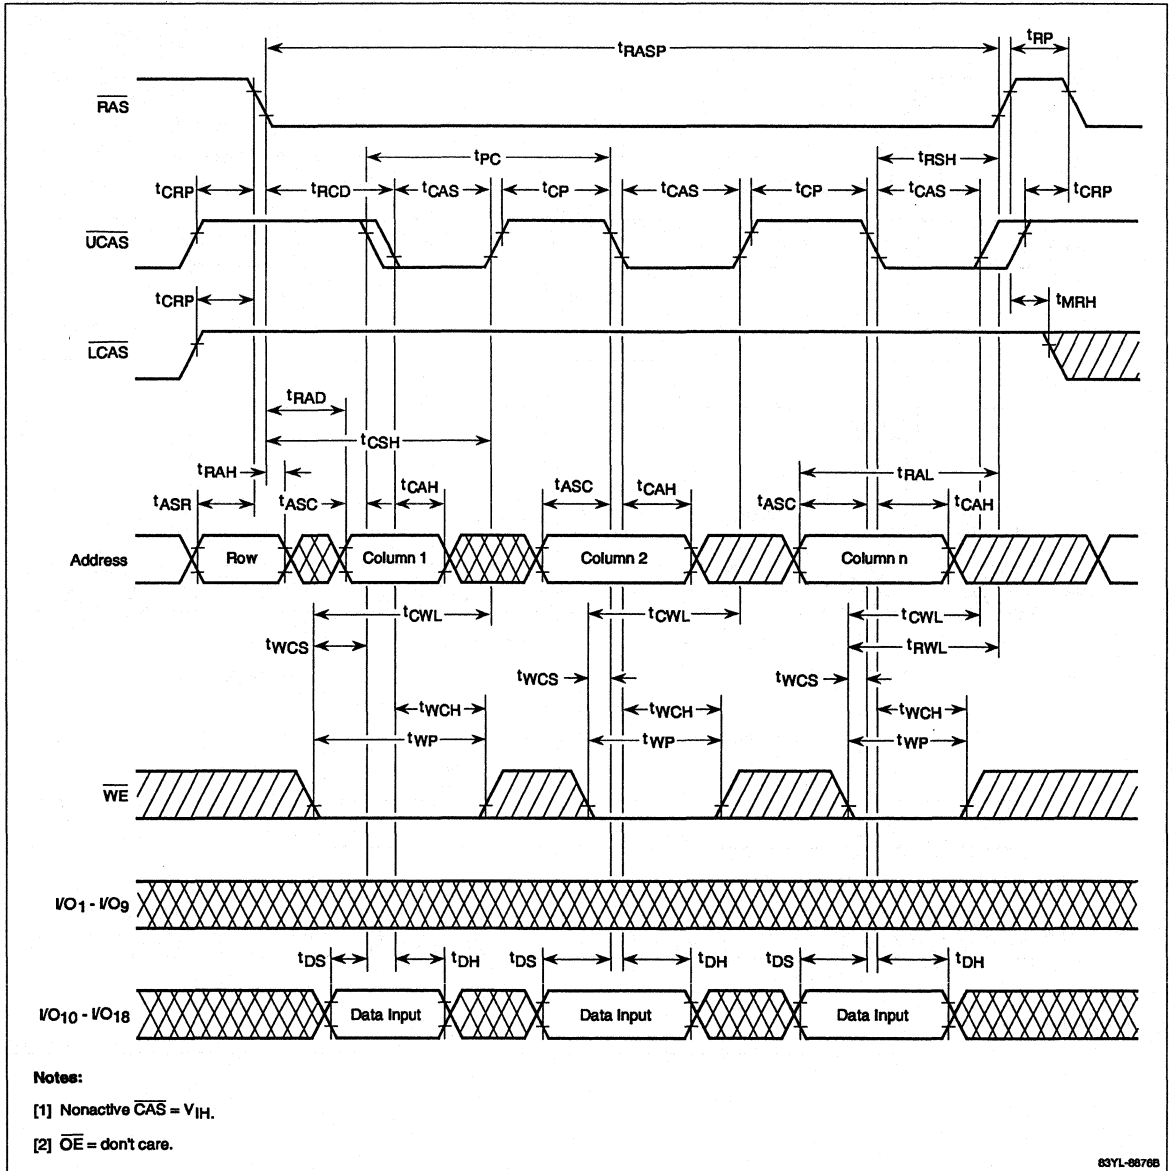 tRASP tRP
RAS
tPC tRSH
tCRP tRCD tCAS tCP tCAS tCP tCAS tCRP
UCAS
tCRP tMRH
LCAS
tRAD
tCSH
tRAH tRAL
tASR tASC tCAH tASC tCAH tASC tCAH
Address Row Column 1 Column 2 Column n
tCWL tCWL tCWL
tWCS tRWL
tWCS tWCS
tWCH tWCH tWCH
tWP tWP tWP
WE
I/O1 - I/O9
tDS tDH tDS tDH tDS tDH
I/O10 - I/O18 Data Input Data Input Data Input
Notes:
[1] Nonactive CAS = VIH.
[2] OE = don't care.
83YL-8876B